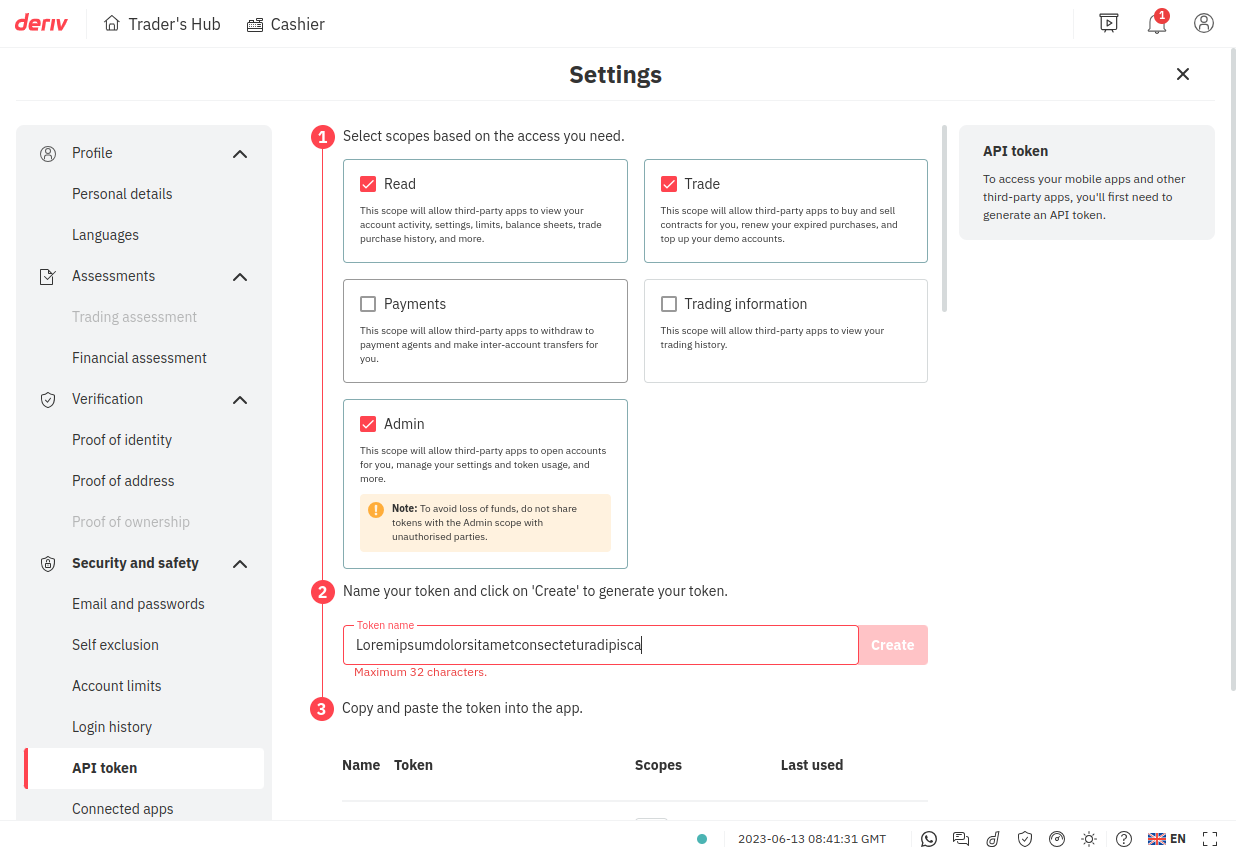 deriv
Trader's Hub
Cashier
1
Settings
Profile
Personal details
Languages
Assessments
Trading assessment
Financial assessment
Verification
Proof of identity
Proof of address
Proof of ownership
Security and safety
Email and passwords
Self exclusion
Account limits
Login history
API token
Connected apps
1 Select scopes based on the access you need.
Read
This scope will allow third-party apps to view your
account activity, settings, limits, balance sheets, trade
purchase history, and more.
Trade
This scope will allow third-party apps to buy and sell
contracts for you, renew your expired purchases, and
top up your demo accounts.
Payments
This scope will allow third-party apps to withdraw to
payment agents and make inter-account transfers for
you.
Trading information
This scope will allow third-party apps to view your
trading history.
Admin
This scope will allow third-party apps to open accounts
for you, manage your settings and token usage, and
more.
Note: To avoid loss of funds, do not share
tokens with the Admin scope with
unauthorised parties.
2 Name your token and click on 'Create' to generate your token.
Token name
Loremipsumdolorsitametconsecteturadipisca
Create
Maximum 32 characters.
3 Copy and paste the token into the app.
Name Token Scopes Last used
API token
To access your mobile apps and other
third-party apps, you'll first need to
generate an API token.
2023-06-13 08:41:31 GMT
EN